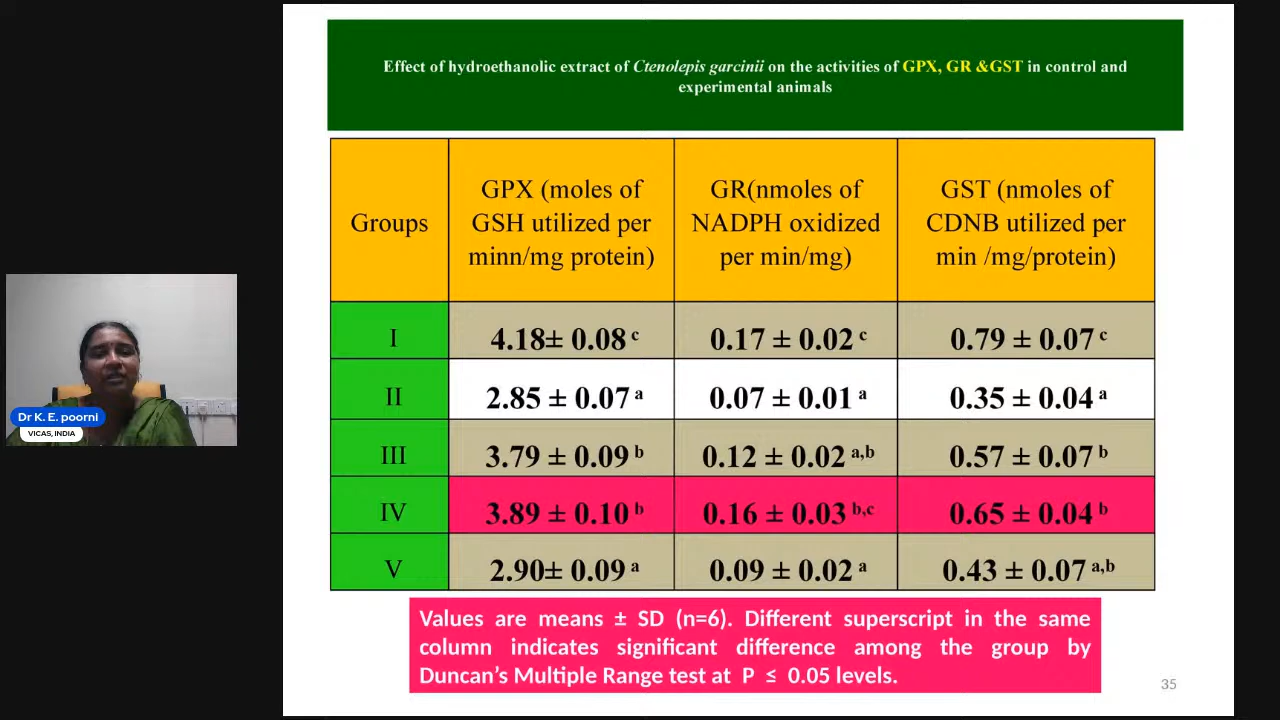 Effect of hydroethanolic extract of Ctenolepis garcinii on the activities of GPX, GR &GST in control and
experimental animals
Groups
GPX (moles of
GSH utilized per
minn/mg protein)
GR(nmoles of
NADPH oxidized
per min/mg)
GST (nmoles of
CDNB utilized per
min /mg/protein)
I 4.18± 0.08 c 0.17 ± 0.02 c 0.79 ± 0.07 c
II 2.85 ± 0.07 a 0.07 ± 0.01 a 0.35 ± 0.04 a
III 3.79 ± 0.09 b 0.12 ± 0.02 a,b 0.57 ± 0.07 b
IV 3.89 ± 0.10 b 0.16 ± 0.03 b,c 0.65 ± 0.04 b
V 2.90± 0.09 a 0.09 ± 0.02 a 0.43 ± 0.07 a,b
Values are means ± SD (n=6). Different superscript in the same
column indicates significant difference among the group by
Duncan's Multiple Range test at P ≤ 0.05 levels.
35
Dr K. E. poorni
VICAS, INDIA